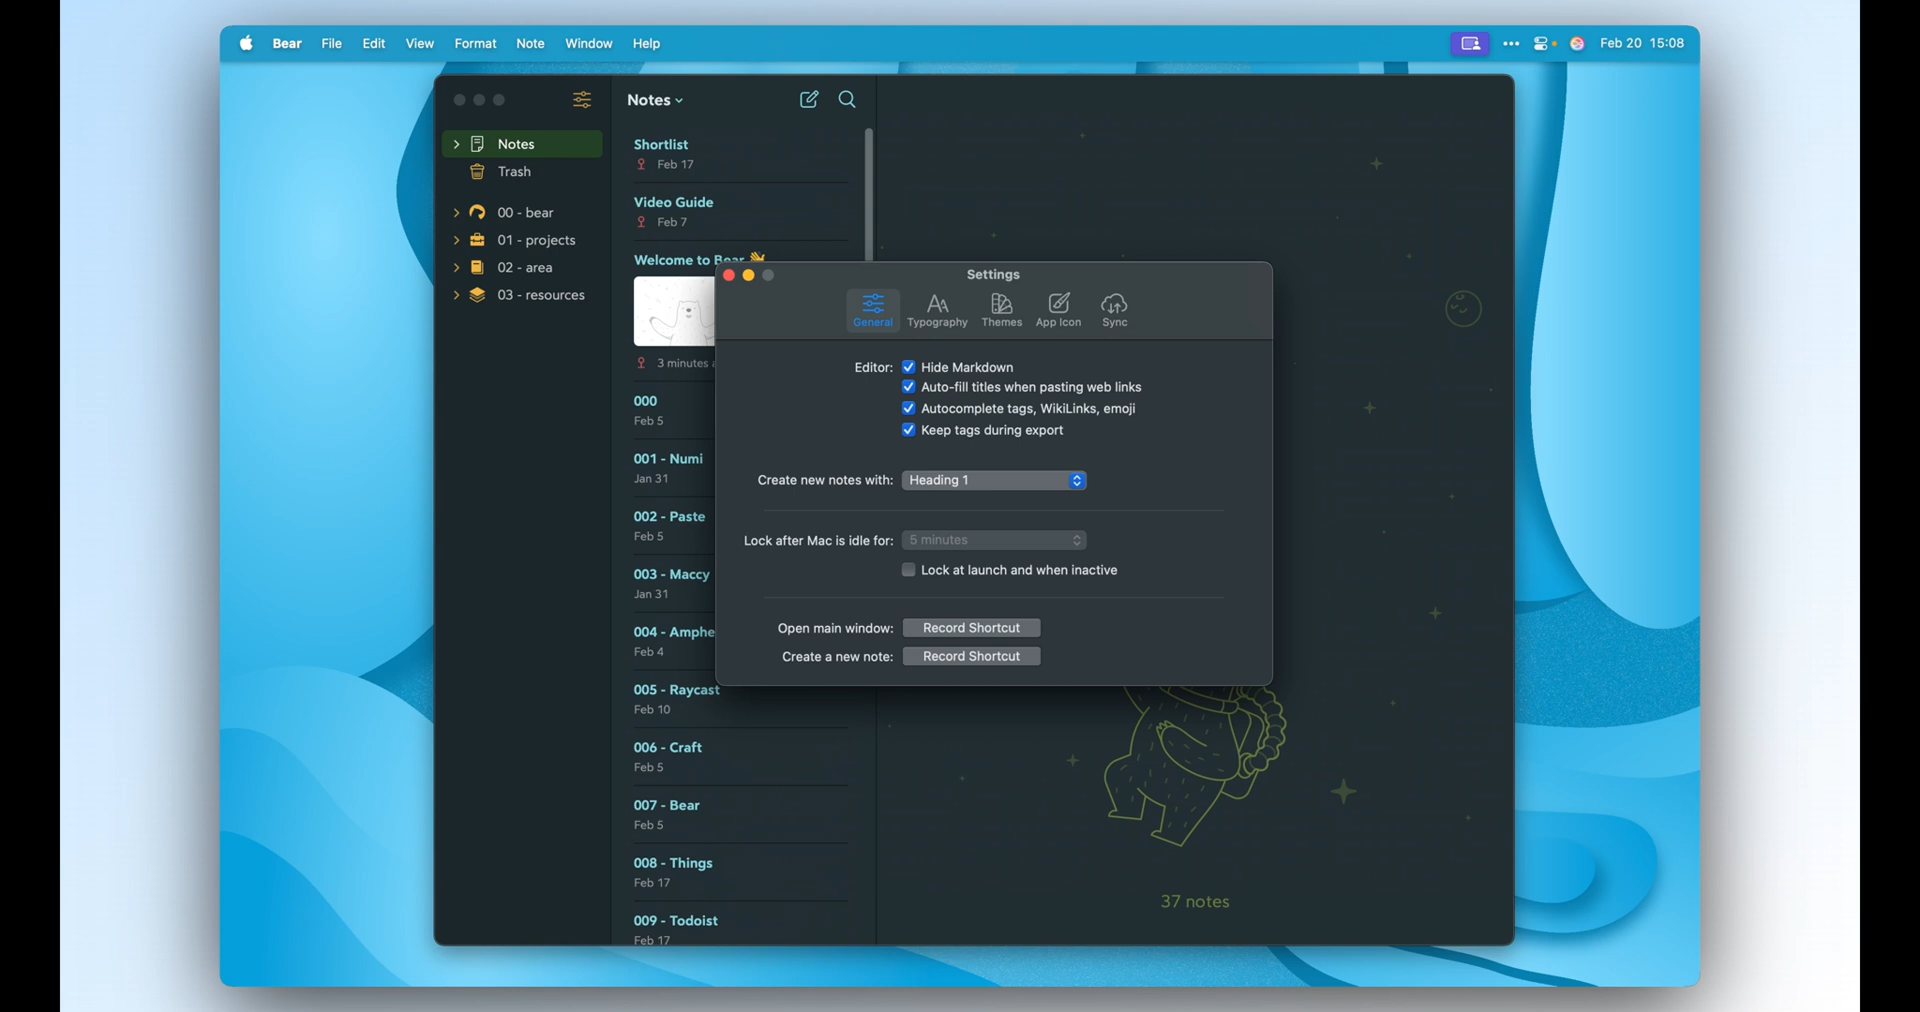 Bear File Edit View Format Note Window Help
Feb 20 15:08
Notes
Trash
00 - bear
01 - projects
02 - area
03 - resources
Notes
Shortlist
Feb 17
Video Guide
Feb 7
Welcome to Bear 👋
3 minutes
000
Feb 5
001 - Numi
Jan 31
002 - Paste
Feb 5
003 - Maccy
Jan 31
004 - Amphe
Feb 4
005 - Raycast
Feb 10
006 - Craft
Feb 5
007 - Bear
Feb 5
008 - Things
Feb 17
009 - Todoist
Feb 17
Settings
General Typography Themes App Icon Sync
Editor: Hide Markdown
Auto-fill titles when pasting web links
Autocomplete tags, WikiLinks, emoji
Keep tags during export
Create new notes with: Heading 1
Lock after Mac is idle for: 5 minutes
Lock at launch and when inactive
Open main window: Record Shortcut
Create a new note: Record Shortcut
37 notes